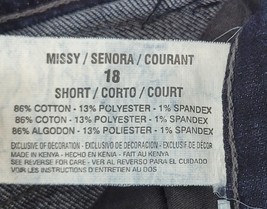 MISSY / SENORA / COURANT
18
SHORT / CORTO / COURT
86% COTTON - 13% POLYESTER - 1% SPANDEX
86% COTON - 13% POLYESTER - 1% SPANDEX
86% ALGODON - 13% POLIESTER - 1% SPANDEX
EXCLUSIVE OF DECORATION - EXCLUSIVO DE DECORACION - EXCLUSIF DE DÉCOR
MADE IN KENYA - HECHO EN KENIA - FAIT AU KENYA
SEE REVERSE FOR CARE - VER AL REVERSO PARA EL CUIDADO
VOIR LES INSTRUCTIONS D'ENTRETIEN AU DOS